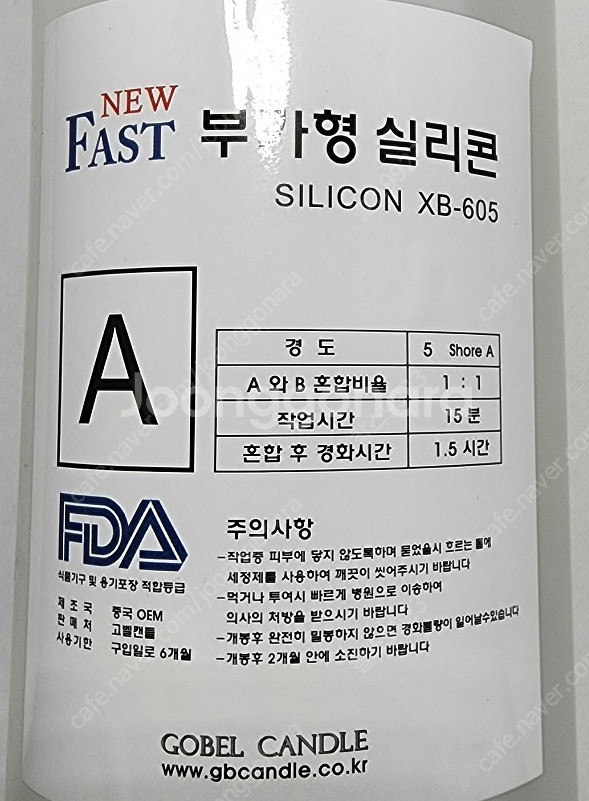 NEW
FAST 부가형 실리콘
SILICON XB-605
A
경 도 5 Shore A
A 와 B 혼합비율 1 : 1
작업시간 15 분
혼합 후 경화시간 1.5 시간
FDA
식품기구 및 용기포장 적합등급
제 조 국 중국 OEM
판 매 처 고벨캔들
사용기한 구입일로 6개월
주의사항
-작업중 피부에 닿지 않도록하며 묻었을시 흐르는 물에
세정제를 사용하여 깨끗이 씻어주시기 바랍니다
-먹거나 투여시 빠르게 병원으로 이송하여
의사의 처방을 받으시기 바랍니다
-개봉후 완전히 밀봉하지 않으면 경화불량이 일어날수있습니다
-개봉후 2개월 안에 소진하기 바랍니다
GOBEL CANDLE
www.gbcandle.co.kr
Joonggonara